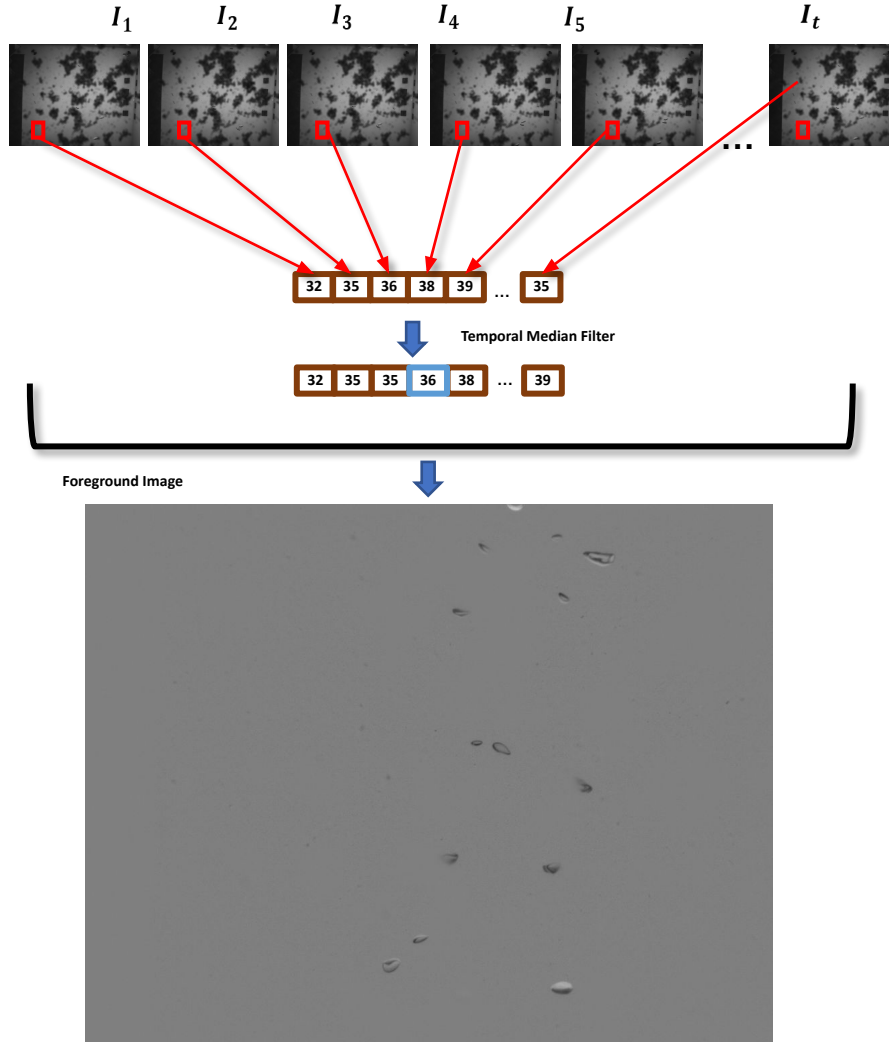 I₁ I₂ I₃ I₄ I₅ I_t
...
32 35 36 38 39 ... 35
Temporal Median Filter
32 35 35 36 38 ... 39
Foreground Image